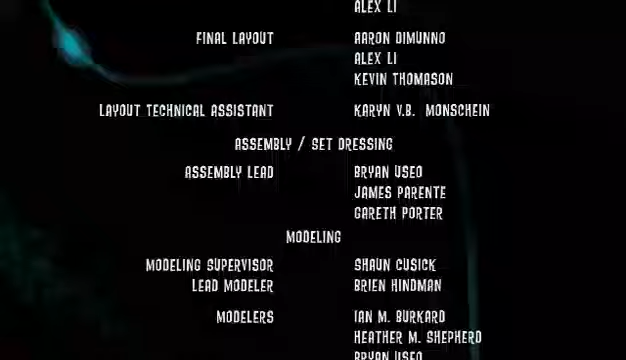 ALEX LI
FINAL LAYOUT AARON DIMUNNO
ALEX LI
KEVIN THOMASON
LAYOUT TECHNICAL ASSISTANT KARYN V.B. MONSCHEIN
ASSEMBLY / SET DRESSING
ASSEMBLY LEAD BRYAN USEO
JAMES PARENTE
GARETH PORTER
MODELING
MODELING SUPERVISOR SHAUN CUSICK
LEAD MODELER BRIEN HINDMAN
MODELERS IAN M. BURKARD
HEATHER M. SHEPHERD
BRYAN USEO